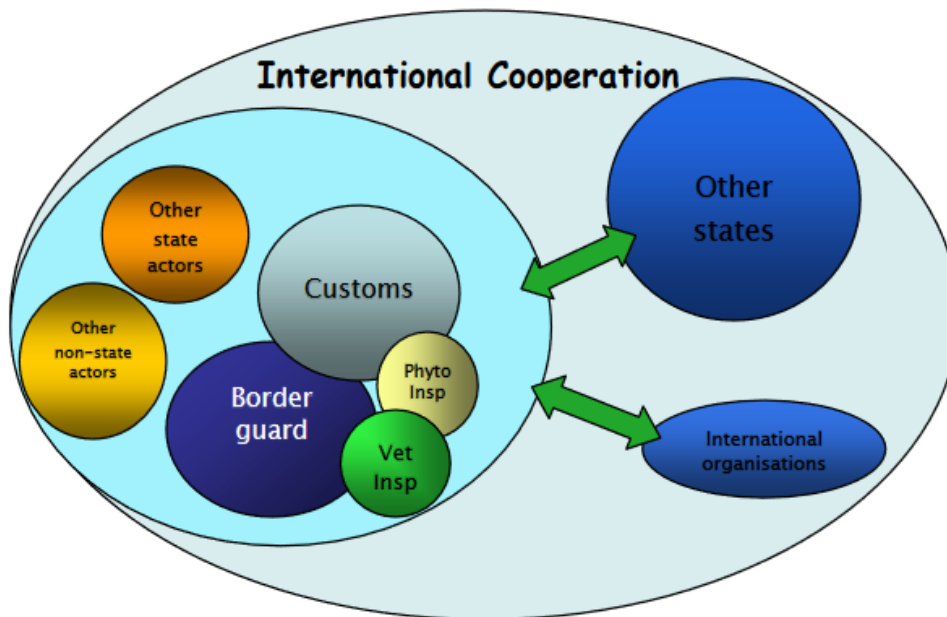 International Cooperation
Other
state
actors
Other
states
Customs
Other
non-state
actors
Phyto
Insp
Border
guard
Vet
Insp
International
organisations